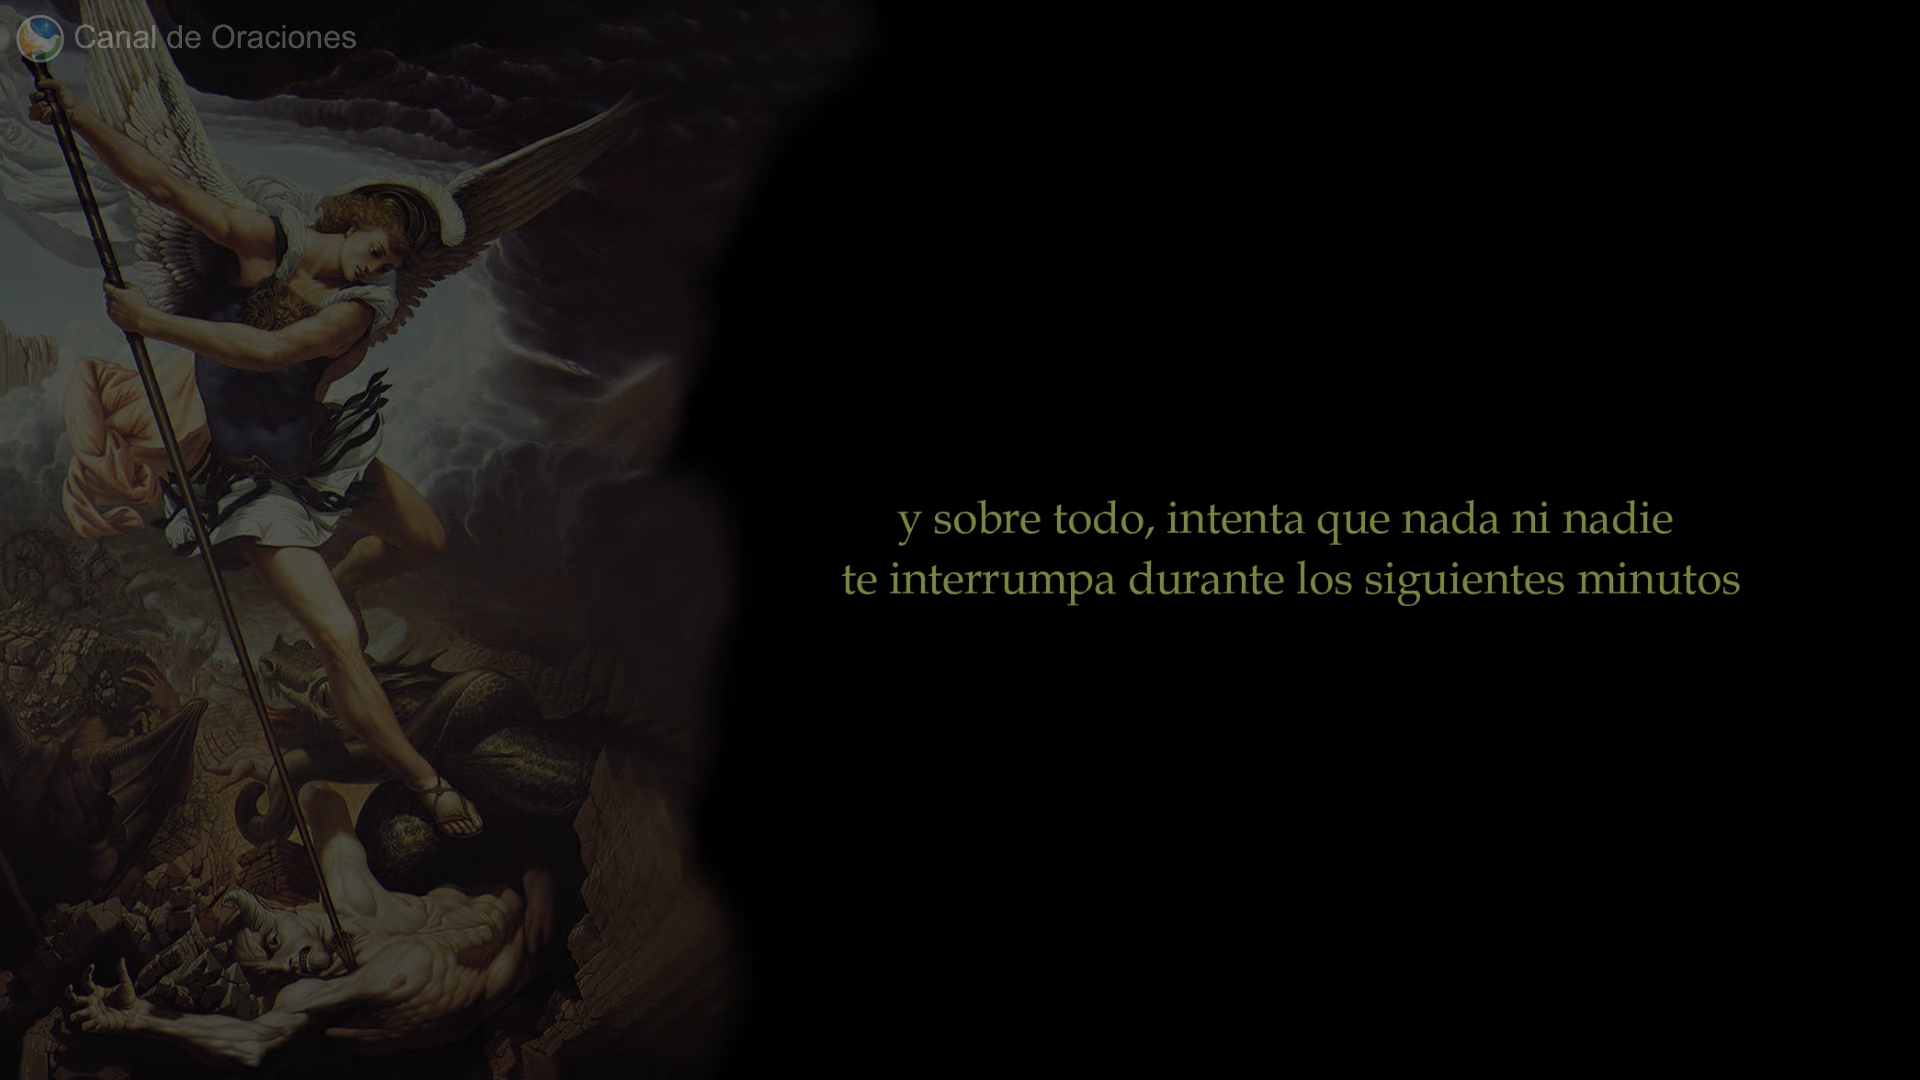 Canal de Oraciones
y sobre todo, intenta que nada ni nadie
te interrumpa durante los siguientes minutos